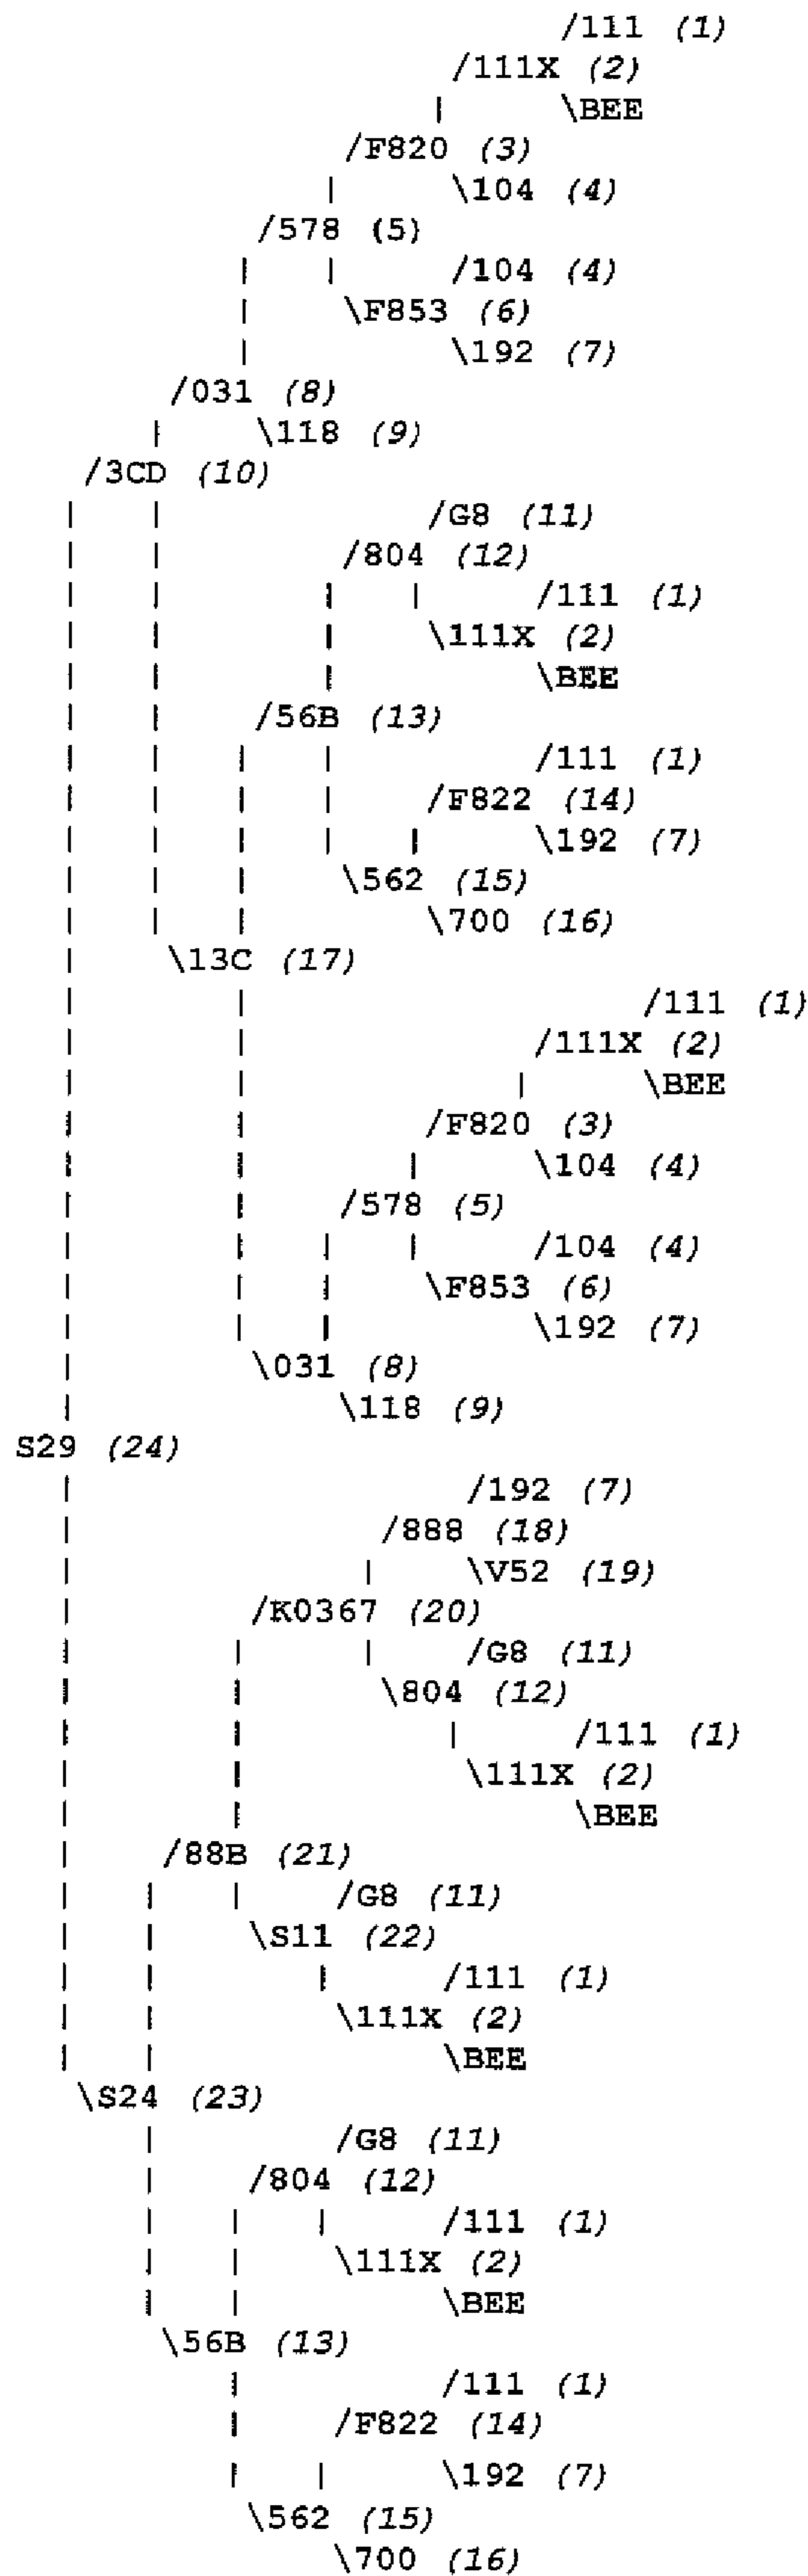 /111 (1)
/111X (2)
| \BEE
/F820 (3)
| \104 (4)
/578 (5)
| | /104 (4)
| \F853 (6)
| \192 (7)
/031 (8)
| \118 (9)
/3CD (10)
| | /G8 (11)
| | /804 (12)
| | | | /111 (1)
| | | \111X (2)
| | | \BEE
| | /56B (13)
| | | | /111 (1)
| | | | /F822 (14)
| | | | | \192 (7)
| | | \562 (15)
| | | \700 (16)
| \13C (17)
| | /111 (1)
| | /111X (2)
| | | \BEE
| | /F820 (3)
| | | \104 (4)
| | /578 (5)
| | | | /104 (4)
| | | \F853 (6)
| | | \192 (7)
| \031 (8)
| \118 (9)
S29 (24)
| /192 (7)
| /888 (18)
| | \V52 (19)
| /K0367 (20)
| | | /G8 (11)
| | \804 (12)
| | | /111 (1)
| | \111X (2)
| | \BEE
| /88B (21)
| | | /G8 (11)
| | \S11 (22)
| | | /111 (1)
| | \111X (2)
| | \BEE
\S24 (23)
| /G8 (11)
| /804 (12)
| | | /111 (1)
| | \111X (2)
| | \BEE
\56B (13)
| /111 (1)
| /F822 (14)
| | \192 (7)
\562 (15)
\700 (16)